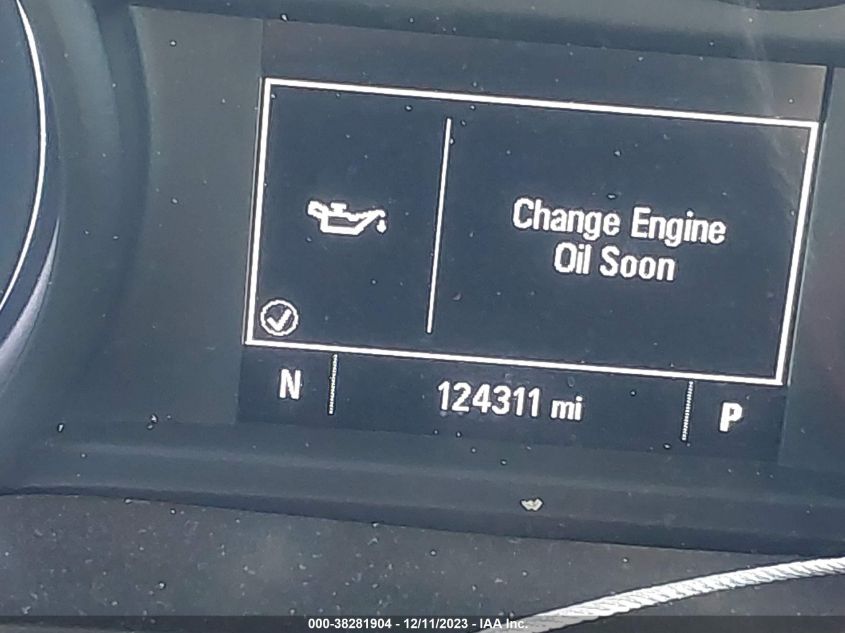 Change Engine
Oil Soon
N 124311 mi P
000-38281904 - 12/11/2023 - IAA Inc.